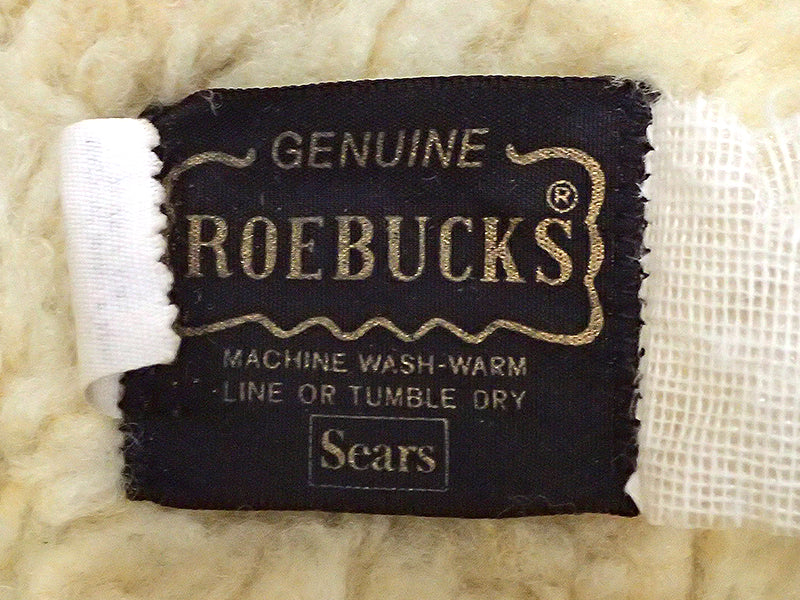 GENUINE
ROEBUCKS®
MACHINE WASH-WARM
LINE OR TUMBLE DRY
Sears